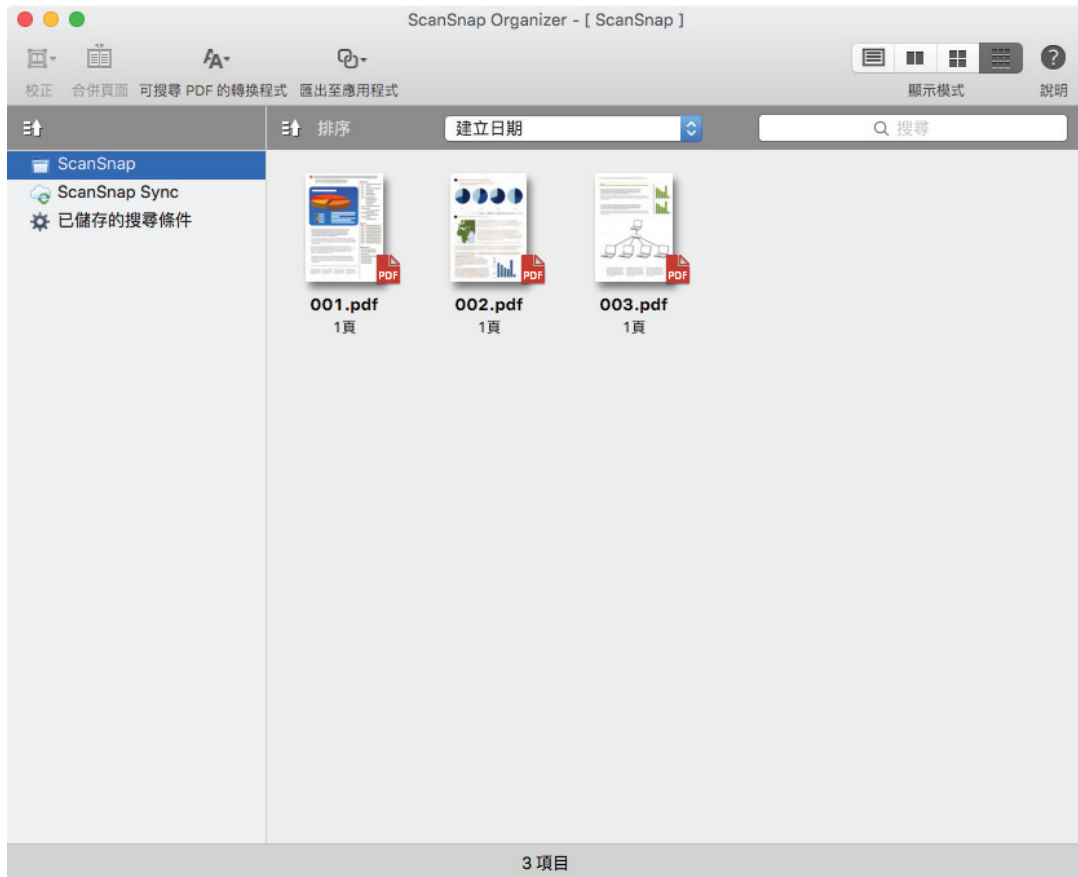 ScanSnap Organizer - [ ScanSnap ]
校正 合併頁面 可搜尋 PDF 的轉換程式 匯出至應用程式 顯示模式 說明
排序 建立日期 搜尋
ScanSnap
ScanSnap Sync
已儲存的搜尋條件
PDF PDF PDF
001.pdf 002.pdf 003.pdf
1頁 1頁 1頁
3 項目